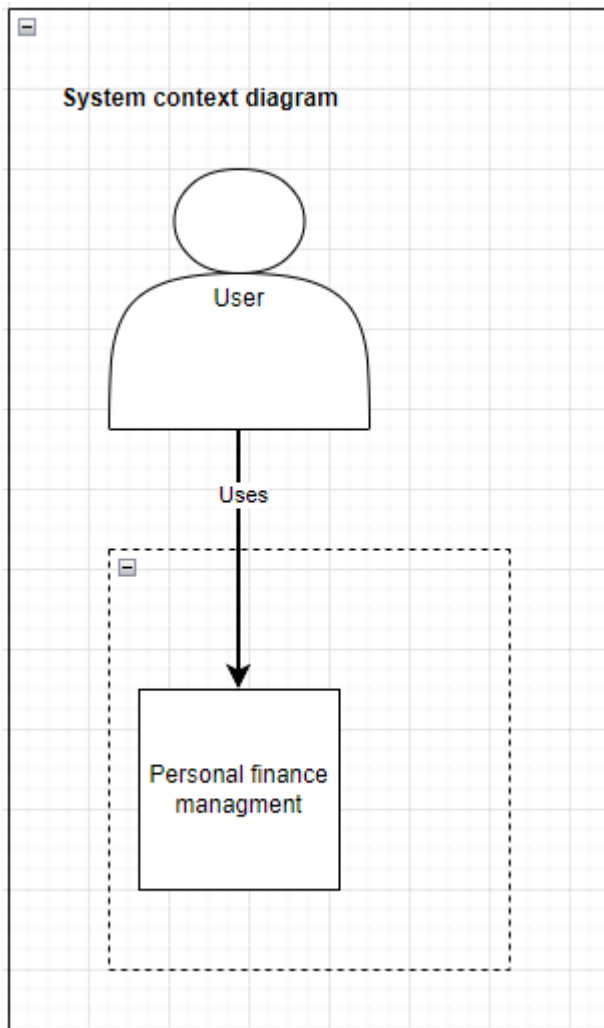 System context diagram
User
Uses
Personal finance
managment